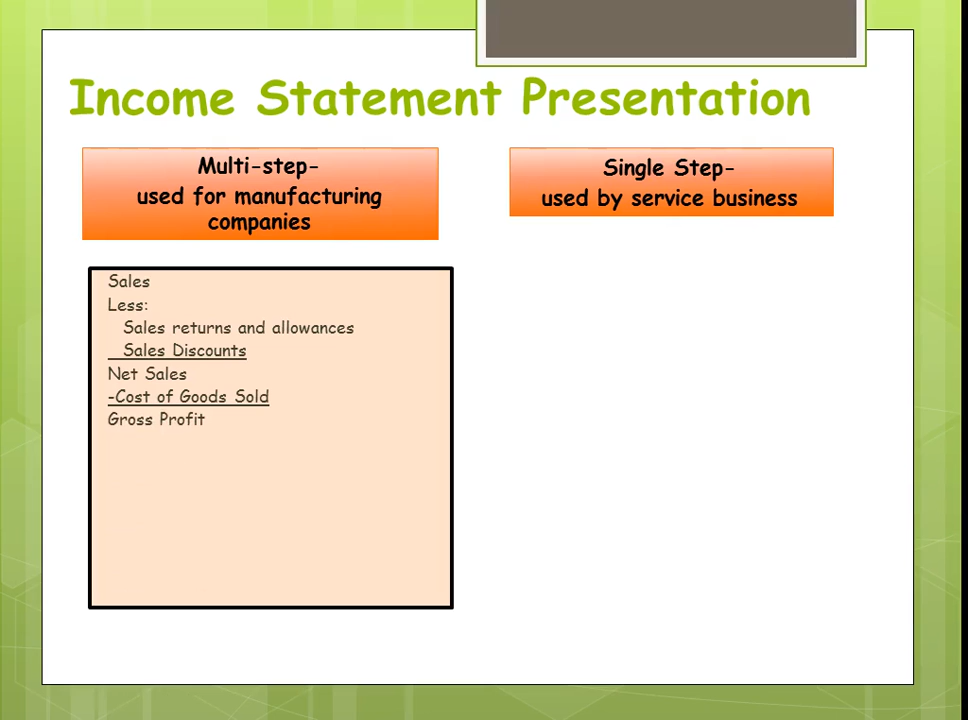 Income Statement Presentation
Multi-step-
used for manufacturing
companies
Single Step-
used by service business
Sales
Less:
Sales returns and allowances
Sales Discounts
Net Sales
-Cost of Goods Sold
Gross Profit